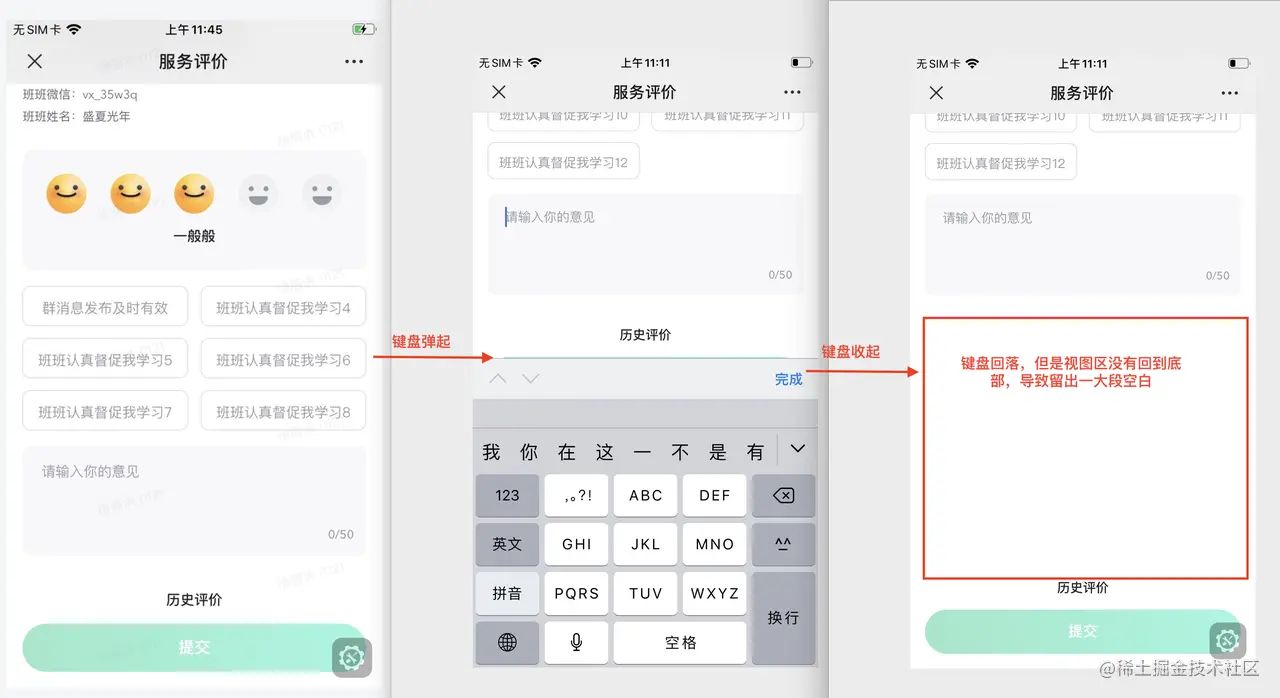 无SIM卡
上午11:45
服务评价
班班微信：vx_35w3q
班班姓名：盛夏光年
一般般
群消息发布及时有效
班班认真督促我学习4
班班认真督促我学习5
班班认真督促我学习6
班班认真督促我学习7
班班认真督促我学习8
请输入你的意见
0/50
历史评价
提交
键盘弹起
无SIM卡
上午11:11
服务评价
班班认真督促我学习10
班班认真督促我学习11
班班认真督促我学习12
请输入你的意见
0/50
历史评价
完成
我 你 在 这 一 不 是 有
123
,。?!
ABC
DEF
英文
GHI
JKL
MNO
^^
拼音
PQRS
TUV
WXYZ
换行
空格
键盘收起
无SIM卡
上午11:11
服务评价
班班认真督促我学习10
班班认真督促我学习11
班班认真督促我学习12
请输入你的意见
0/50
键盘回落，但是视图区没有回到底
部，导致留出一大段空白
历史评价
提交
@稀土掘金技术社区